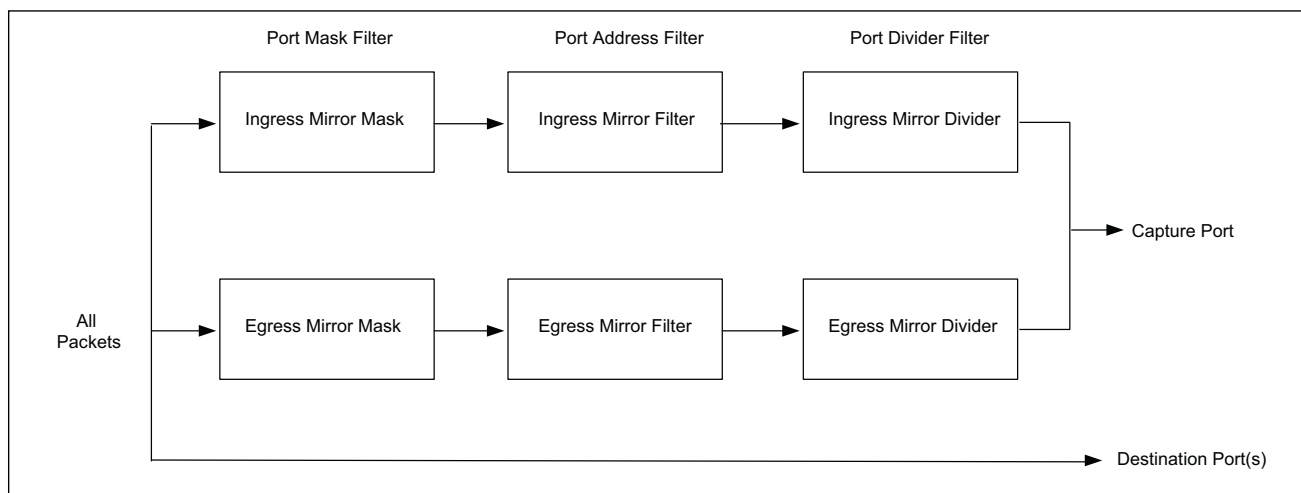 Port Mask Filter
Port Address Filter
Port Divider Filter
Ingress Mirror Mask
Ingress Mirror Filter
Ingress Mirror Divider
Capture Port
All
Packets
Egress Mirror Mask
Egress Mirror Filter
Egress Mirror Divider
Destination Port(s)